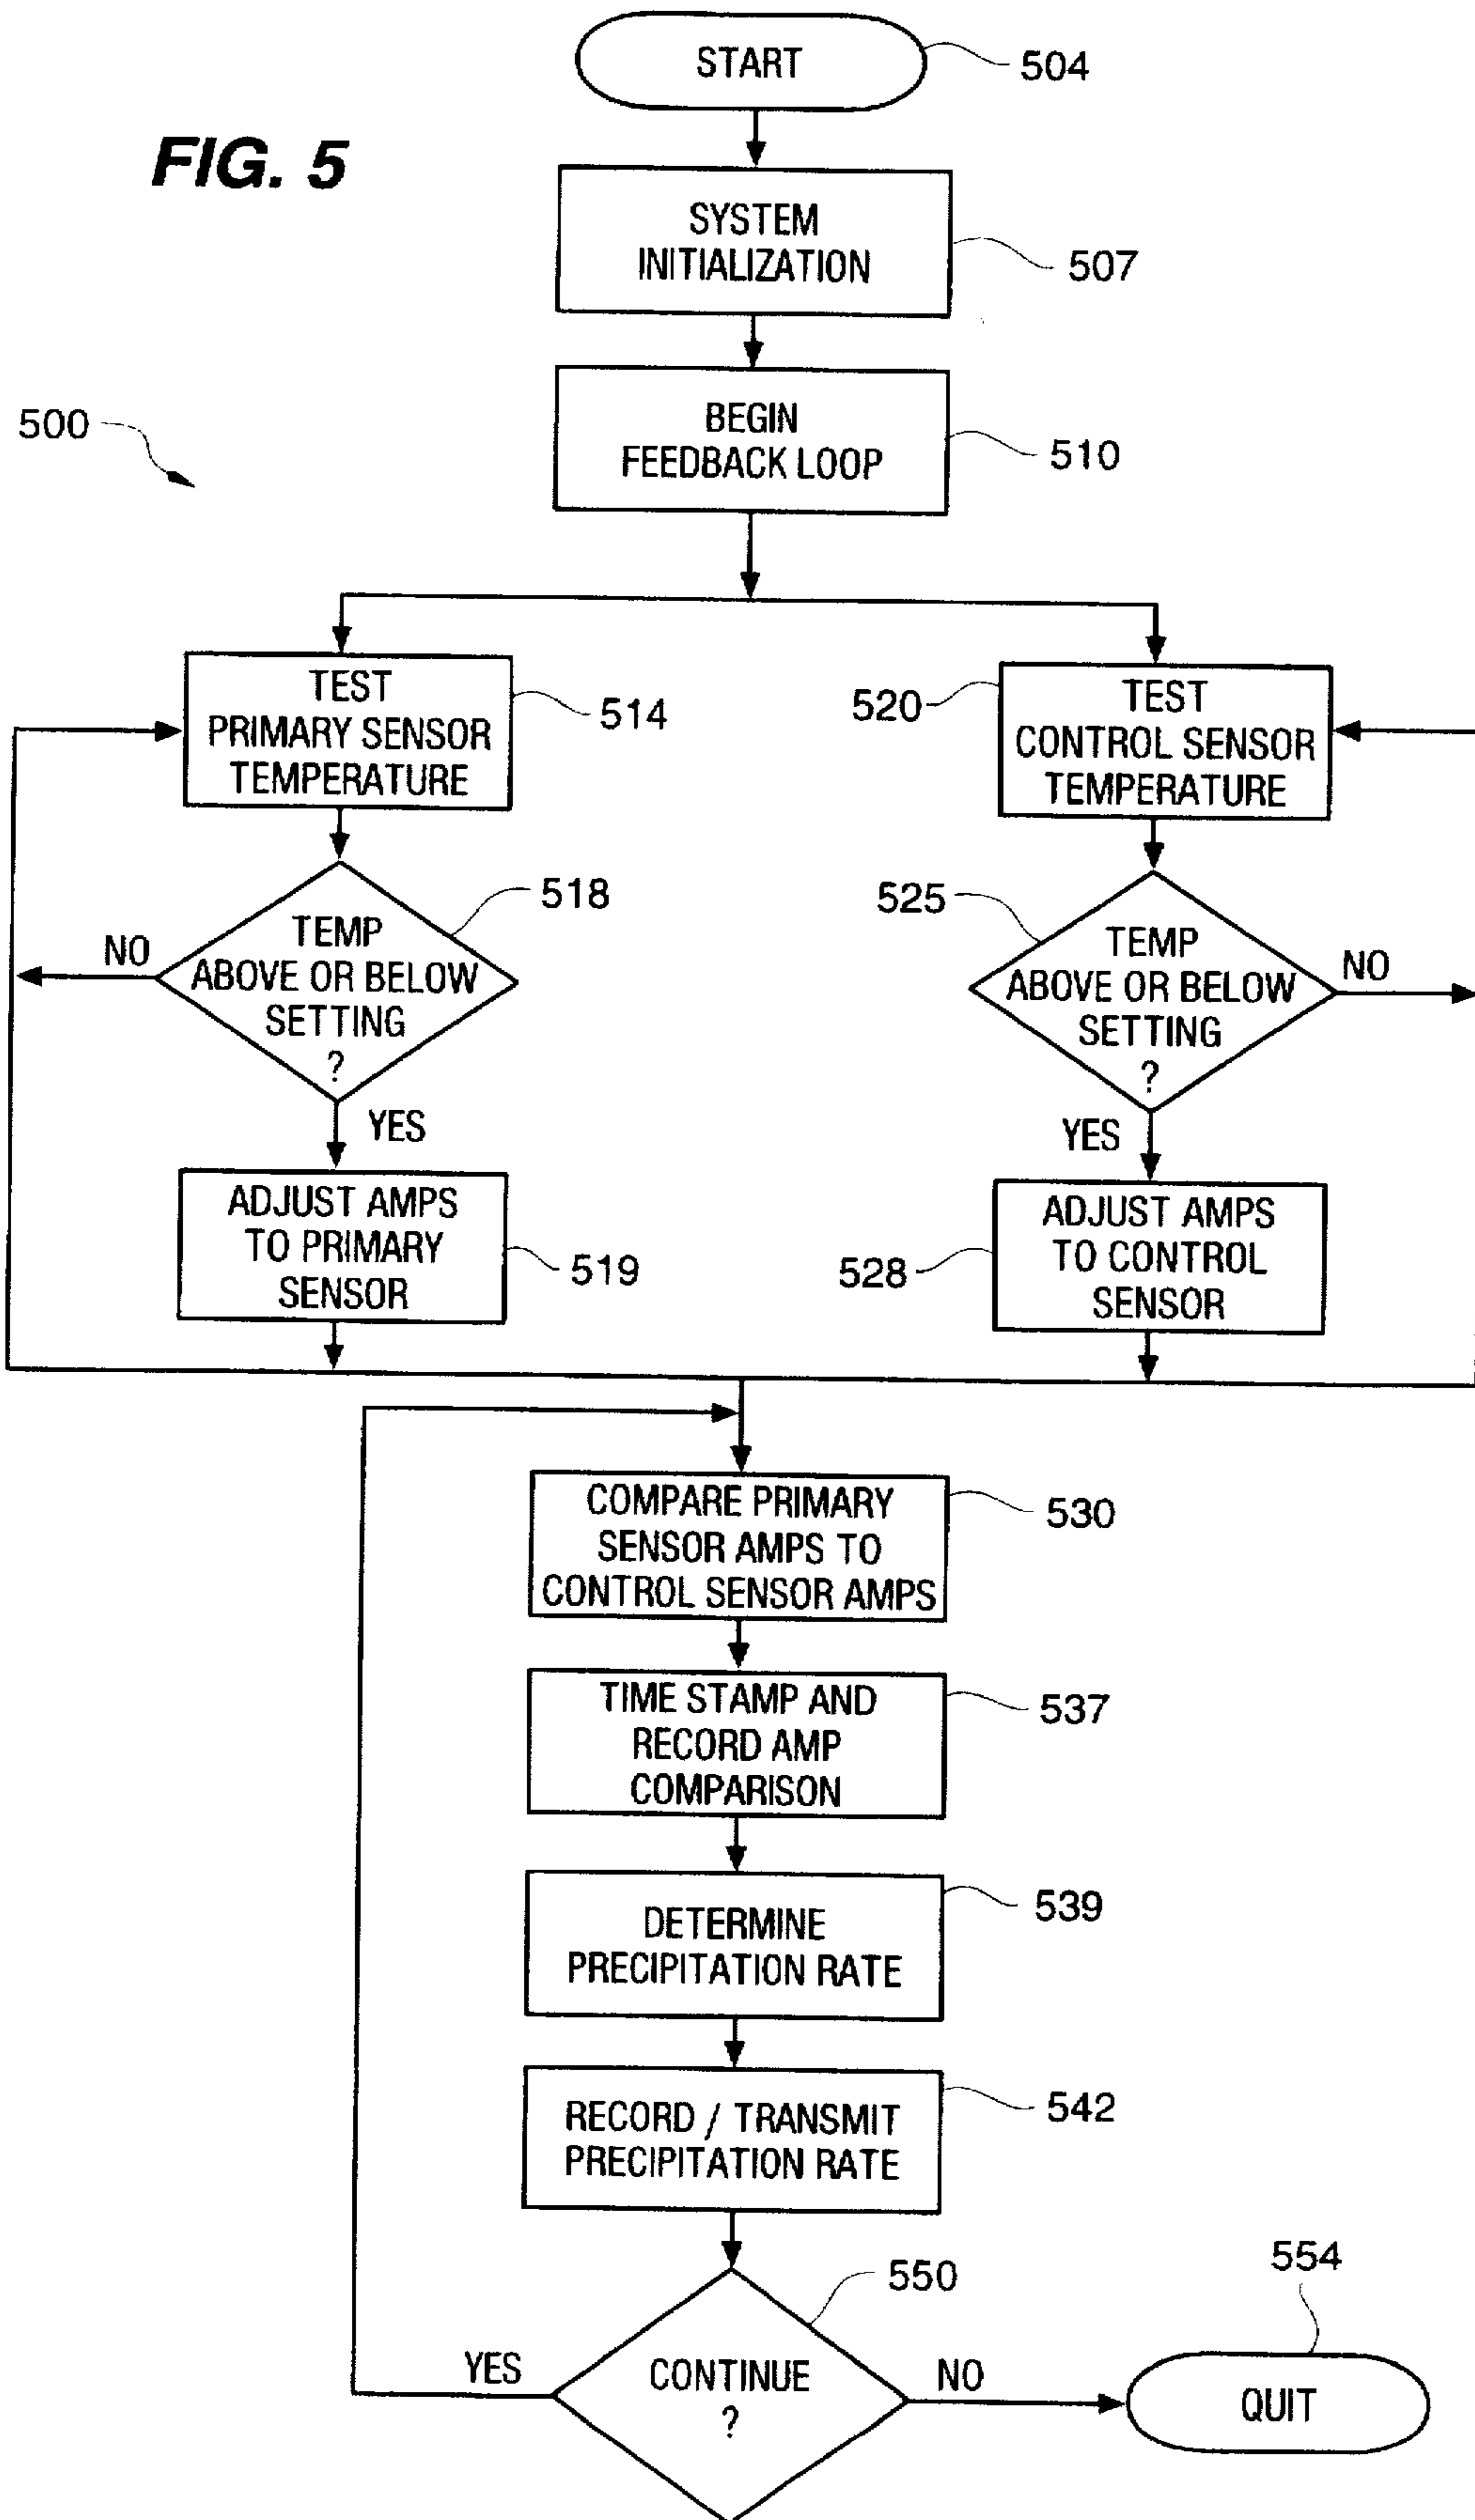 START
504
FIG. 5
SYSTEM
INITIALIZATION
507
500
BEGIN
FEEDBACK LOOP
510
TEST
PRIMARY SENSOR
TEMPERATURE
514
520
TEST
CONTROL SENSOR
TEMPERATURE
518
NO
TEMP
ABOVE OR BELOW
SETTING
?
YES
525
TEMP
ABOVE OR BELOW
SETTING
?
NO
YES
ADJUST AMPS
TO PRIMARY
SENSOR
519
528
ADJUST AMPS
TO CONTROL
SENSOR
COMPARE PRIMARY
SENSOR AMPS TO
CONTROL SENSOR AMPS
530
TIME STAMP AND
RECORD AMP
COMPARISON
537
DETERMINE
PRECIPITATION RATE
539
RECORD / TRANSMIT
PRECIPITATION RATE
542
550
554
YES
CONTINUE
?
NO
QUIT